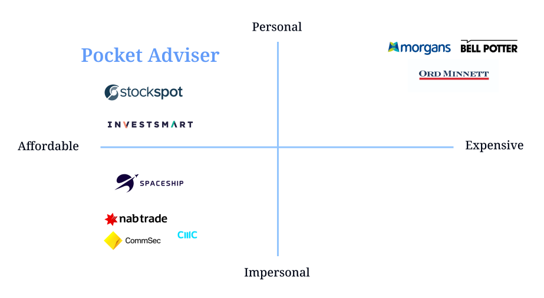 Personal
Pocket Adviser
morgans
BELL POTTER
ORD MINNETT
stockspot
INVESTSMART
Affordable
Expensive
SPACESHIP
nabtrade
CommSec
CMC
Impersonal